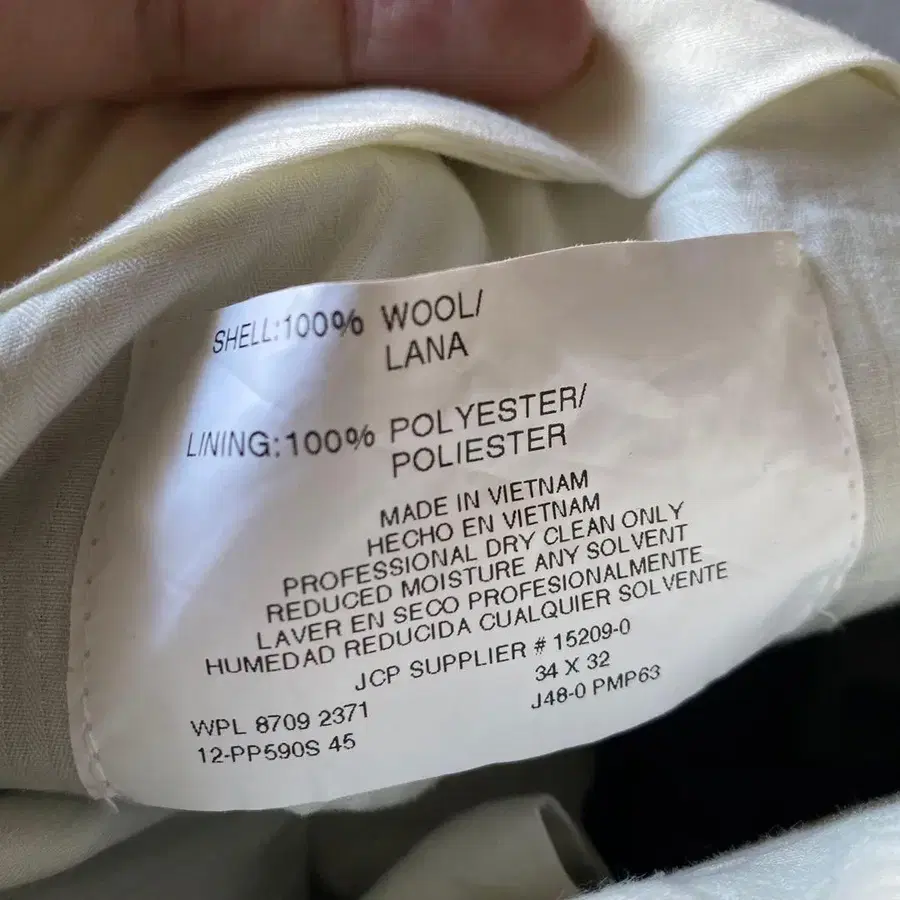 SHELL:100% WOOL/
LANA
LINING:100% POLYESTER/
POLIESTER
MADE IN VIETNAM
HECHO EN VIETNAM
PROFESSIONAL DRY CLEAN ONLY
REDUCED MOISTURE ANY SOLVENT
LAVER EN SECO PROFESIONALMENTE
HUMEDAD REDUCIDA CUALQUIER SOLVENTE
JCP SUPPLIER # 15209-0
34 X 32
WPL 8709 2371
J48-0 PMP63
12-PP590S 45